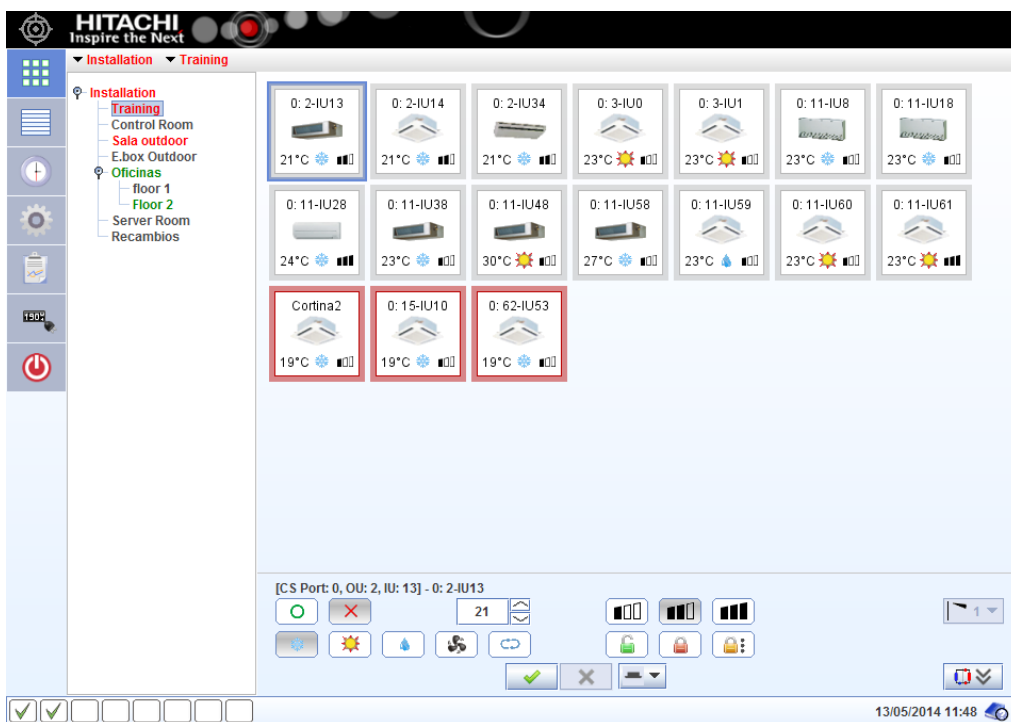 HITACHI
Inspire the Next
Installation Training
Installation
Training
Control Room
Sala outdoor
E.box Outdoor
Oficinas
floor 1
Floor 2
Server Room
Recambios
0: 2-IU13 0: 2-IU14 0: 2-IU34 0: 3-IU0 0: 3-IU1 0: 11-IU8 0: 11-IU18
21°C 21°C 21°C 23°C 23°C 23°C 23°C
0: 11-IU28 0: 11-IU38 0: 11-IU48 0: 11-IU58 0: 11-IU59 0: 11-IU60 0: 11-IU61
24°C 23°C 30°C 27°C 23°C 23°C 23°C
Cortina2 0: 15-IU10 0: 62-IU53
19°C 19°C 19°C
[CS Port: 0, OU: 2, IU: 13] - 0: 2-IU13
21
1
13/05/2014 11:48